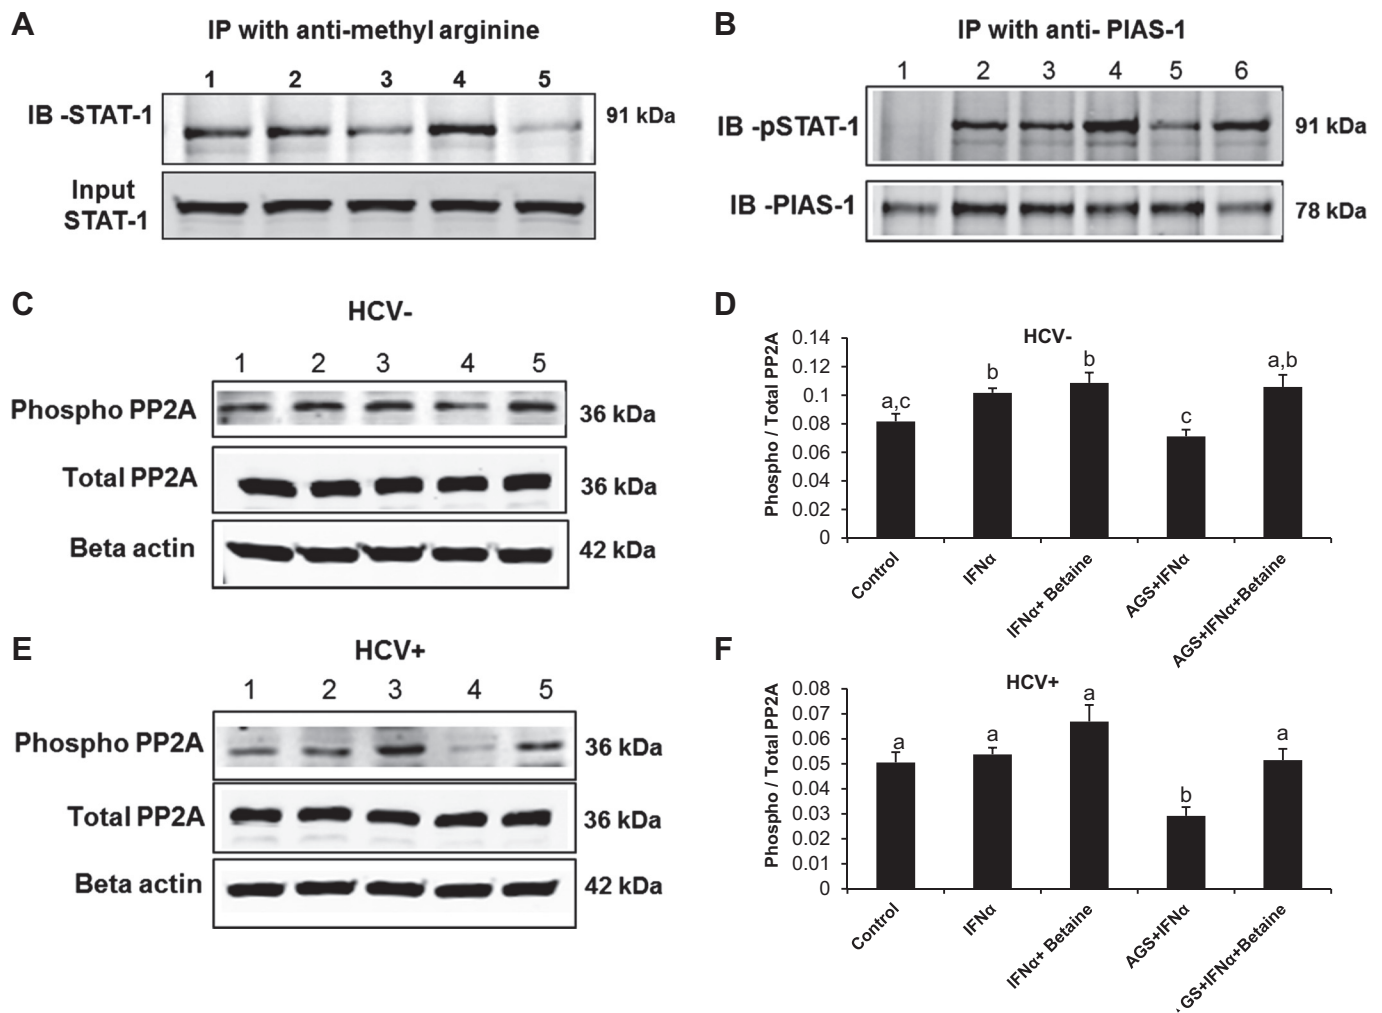 A
IP with anti-methyl arginine
1 2 3 4 5
IB -STAT-1
91 kDa
Input
STAT-1
B
IP with anti- PIAS-1
1 2 3 4 5 6
IB -pSTAT-1
91 kDa
IB -PIAS-1
78 kDa
C
HCV-
1 2 3 4 5
Phospho PP2A
36 kDa
Total PP2A
36 kDa
Beta actin
42 kDa
D
HCV-
Phospho / Total PP2A
0.14
0.12
0.1
0.08
0.06
0.04
0.02
0
a,c
b
b
c
a,b
Control
IFNα
IFNα+ Betaine
AGS+IFNα
AGS+IFNα+Betaine
E
HCV+
1 2 3 4 5
Phospho PP2A
36 kDa
Total PP2A
36 kDa
Beta actin
42 kDa
F
HCV+
Phospho / Total PP2A
0.08
0.07
0.06
0.05
0.04
0.03
0.02
0.01
0
a
a
a
b
a
Control
IFNα
IFNα+ Betaine
AGS+IFNα
GS+IFNα+Betaine